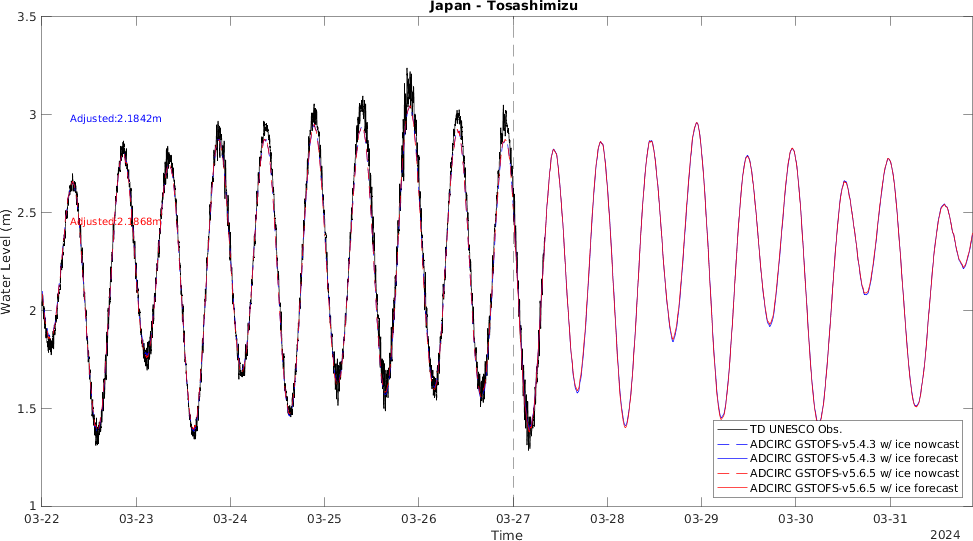 Japan - Tosashimizu
3.5
3
2.5
2
1.5
1
Water Level (m)
Adjusted:2.1842m
Adjusted:2.1868m
TD UNESCO Obs.
ADCIRC GSTOFS-v5.4.3 w/ ice nowcast
ADCIRC GSTOFS-v5.4.3 w/ ice forecast
ADCIRC GSTOFS-v5.6.5 w/ ice nowcast
ADCIRC GSTOFS-v5.6.5 w/ ice forecast
03-22 03-23 03-24 03-25 03-26 03-27 03-28 03-29 03-30 03-31
Time
2024